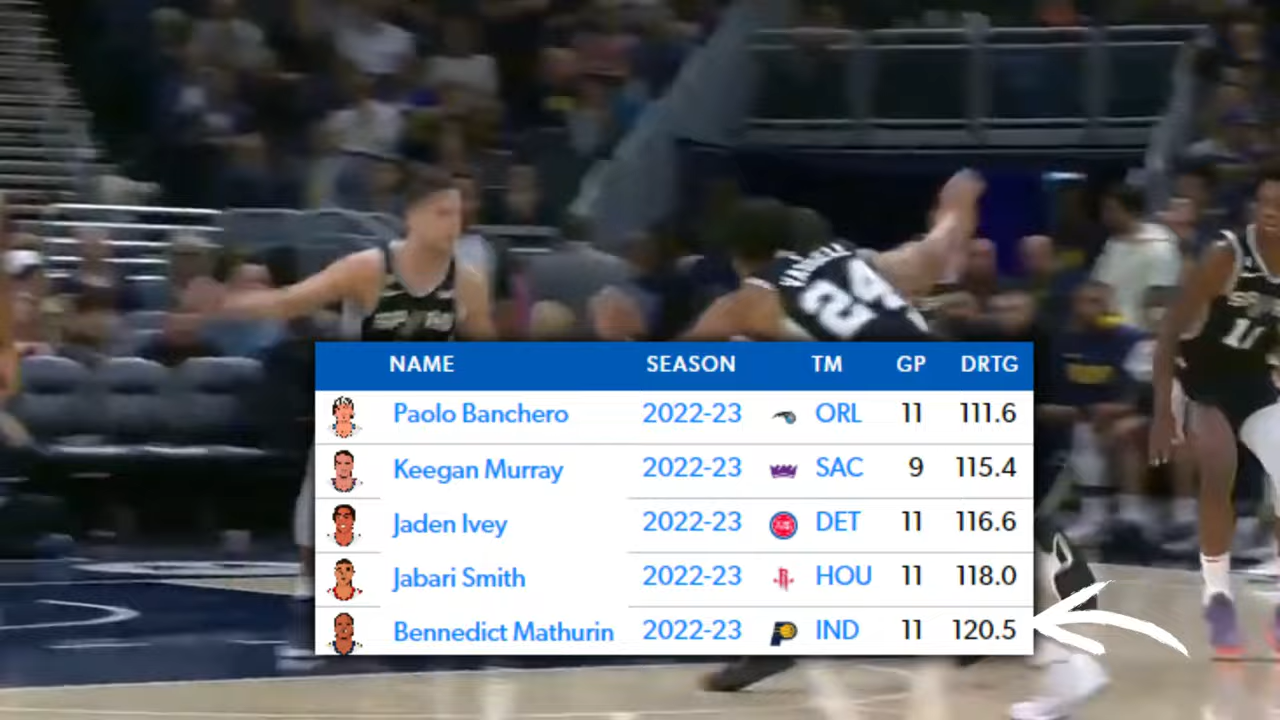 VASSELL
24
11
NAME SEASON TM GP DRTG
Paolo Banchero 2022-23 ORL 11 111.6
Keegan Murray 2022-23 SAC 9 115.4
Jaden Ivey 2022-23 DET 11 116.6
Jabari Smith 2022-23 HOU 11 118.0
Bennedict Mathurin 2022-23 IND 11 120.5